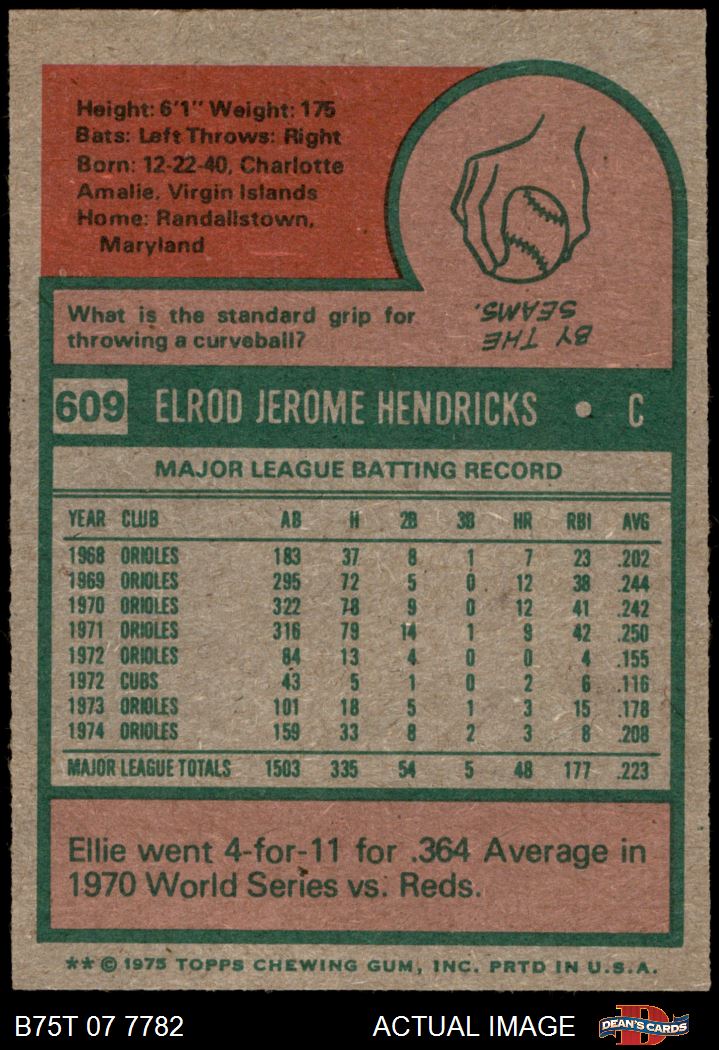 Height: 6'1" Weight: 175
Bats: Left Throws: Right
Born: 12-22-40, Charlotte
Amalie, Virgin Islands
Home: Randallstown,
Maryland
What is the standard grip for
throwing a curveball?
BY THE
SEAMS.
609 ELROD JEROME HENDRICKS • C
MAJOR LEAGUE BATTING RECORD
YEAR CLUB AB H 2B 3B HR RBI AVG
1968 ORIOLES 183 37 8 1 7 23 .202
1969 ORIOLES 295 72 5 0 12 38 .244
1970 ORIOLES 322 78 9 0 12 41 .242
1971 ORIOLES 316 79 14 1 9 42 .250
1972 ORIOLES 84 13 4 0 0 4 .155
1972 CUBS 43 5 1 0 2 6 .116
1973 ORIOLES 101 18 5 1 3 15 .178
1974 ORIOLES 159 33 8 2 3 8 .208
MAJOR LEAGUE TOTALS 1503 335 54 5 48 177 .223
Ellie went 4-for-11 for .364 Average in
1970 World Series vs. Reds.
** © 1975 TOPPS CHEWING GUM, INC. PRTD IN U.S.A.
B75T 07 7782 ACTUAL IMAGE D DEAN'S CARDS